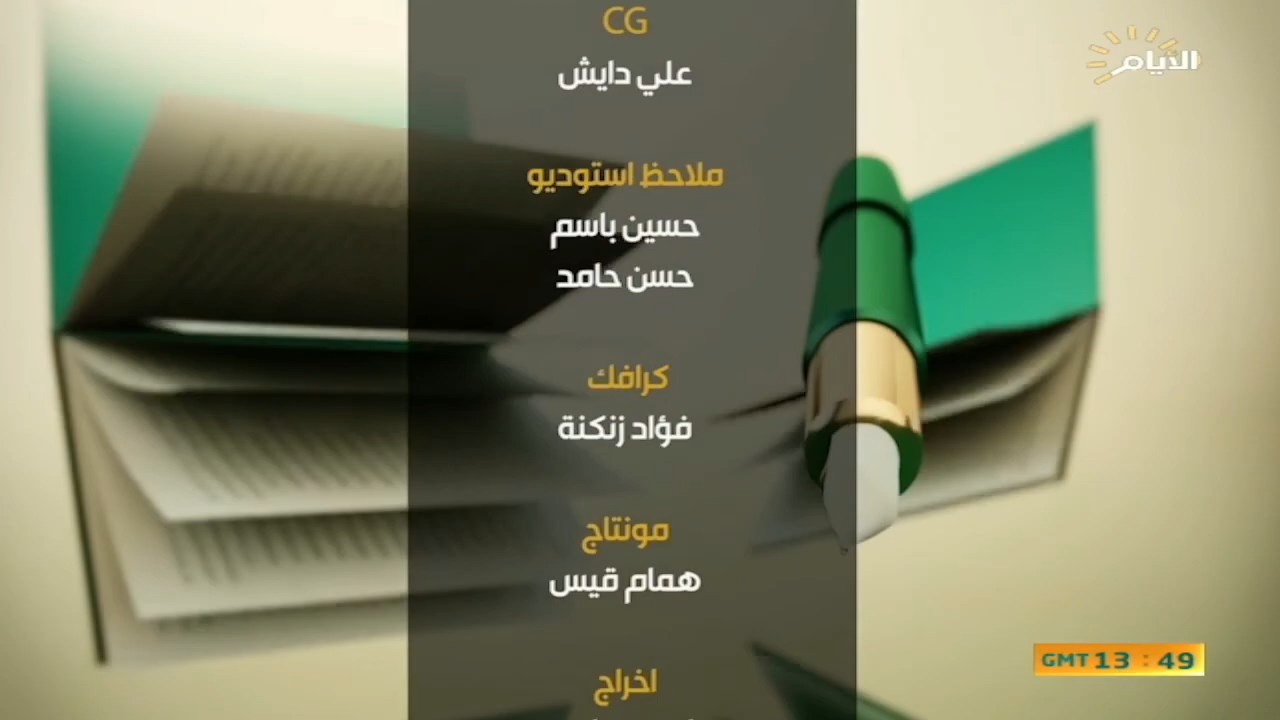 CG
علي دايش
ملاحظ استوديو
حسين باسم
حسن حامد
كرافك
فؤاد زنكنة
مونتاج
همام قيس
اخراج
الأيام
GMT 13 : 49